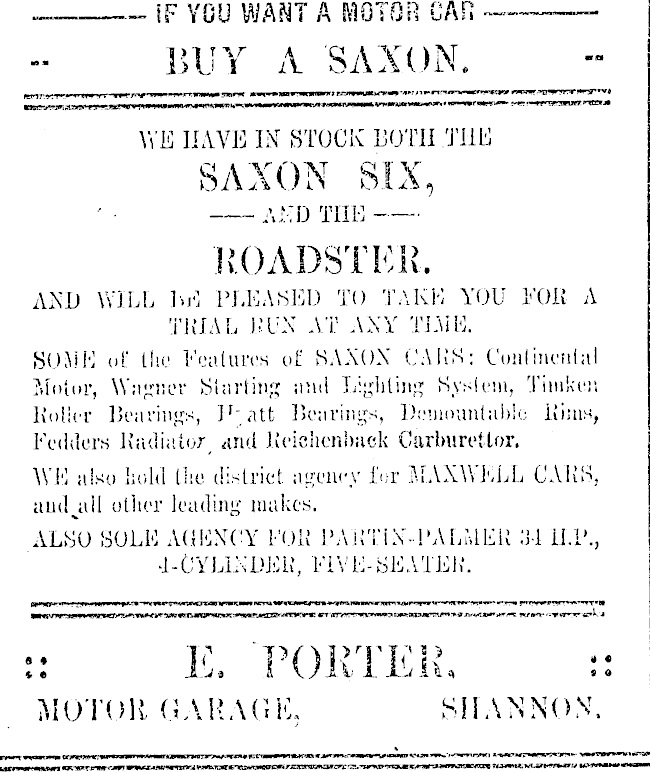 IF YOU WANT A MOTOR CAR
BUY A SAXON.
WE HAVE IN STOCK BOTH THE
SAXON SIX,
AND THE
ROADSTER.
AND WILL BE PLEASED TO TAKE YOU FOR A
TRIAL RUN AT ANY TIME.
SOME of the Features of SAXON CARS: Continental
Motor, Wagner Starting and Lighting System, Timken
Roller Bearings, Hyatt Bearings, Demountable Rims,
Fedders Radiator, and Reichenback Carburettor.
WE also hold the district agency for MAXWELL CARS,
and all other leading makes.
ALSO SOLE AGENCY FOR PARTIN-PALMER 34 H.P.,
4-CYLINDER, FIVE-SEATER.
E. PORTER,
MOTOR GARAGE, SHANNON.